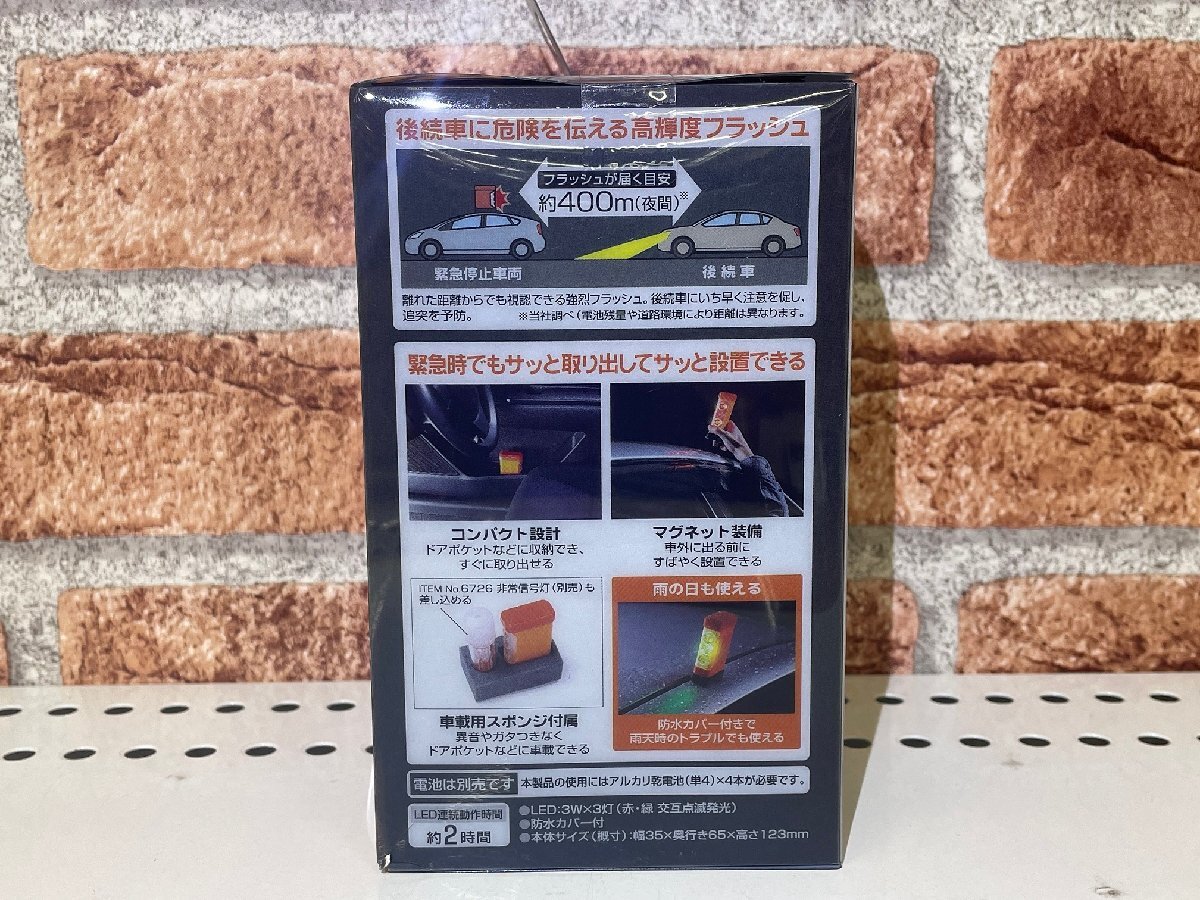 後続車に危険を伝える高輝度フラッシュ
フラッシュが届く目安
約400m(夜間)※
緊急停止車両
後続車
離れた距離からでも視認できる強烈フラッシュ。後続車にいち早く注意を促し、
追突を予防。 ※当社調べ(電池残量や道路環境により距離は異なります。
緊急時でもサッと取り出してサッと設置できる
コンパクト設計
ドアポケットなどに収納でき、
すぐに取り出せる
マグネット装備
車外に出る前に
すばやく設置できる
ITEM No.6726 非常信号灯(別売)も
差し込める
車載用スポンジ付属
異音やガタつきなく
ドアポケットなどに車載できる
雨の日も使える
防水カバー付きで
雨天時のトラブルでも使える
電池は別売です 本製品の使用にはアルカリ乾電池(単4)×4本が必要です。
LED連続動作時間
約2時間
●LED:3W×3灯(赤・緑 交互点滅発光)
●防水カバー付
●本体サイズ(概寸):幅35×奥行き65×高さ123mm